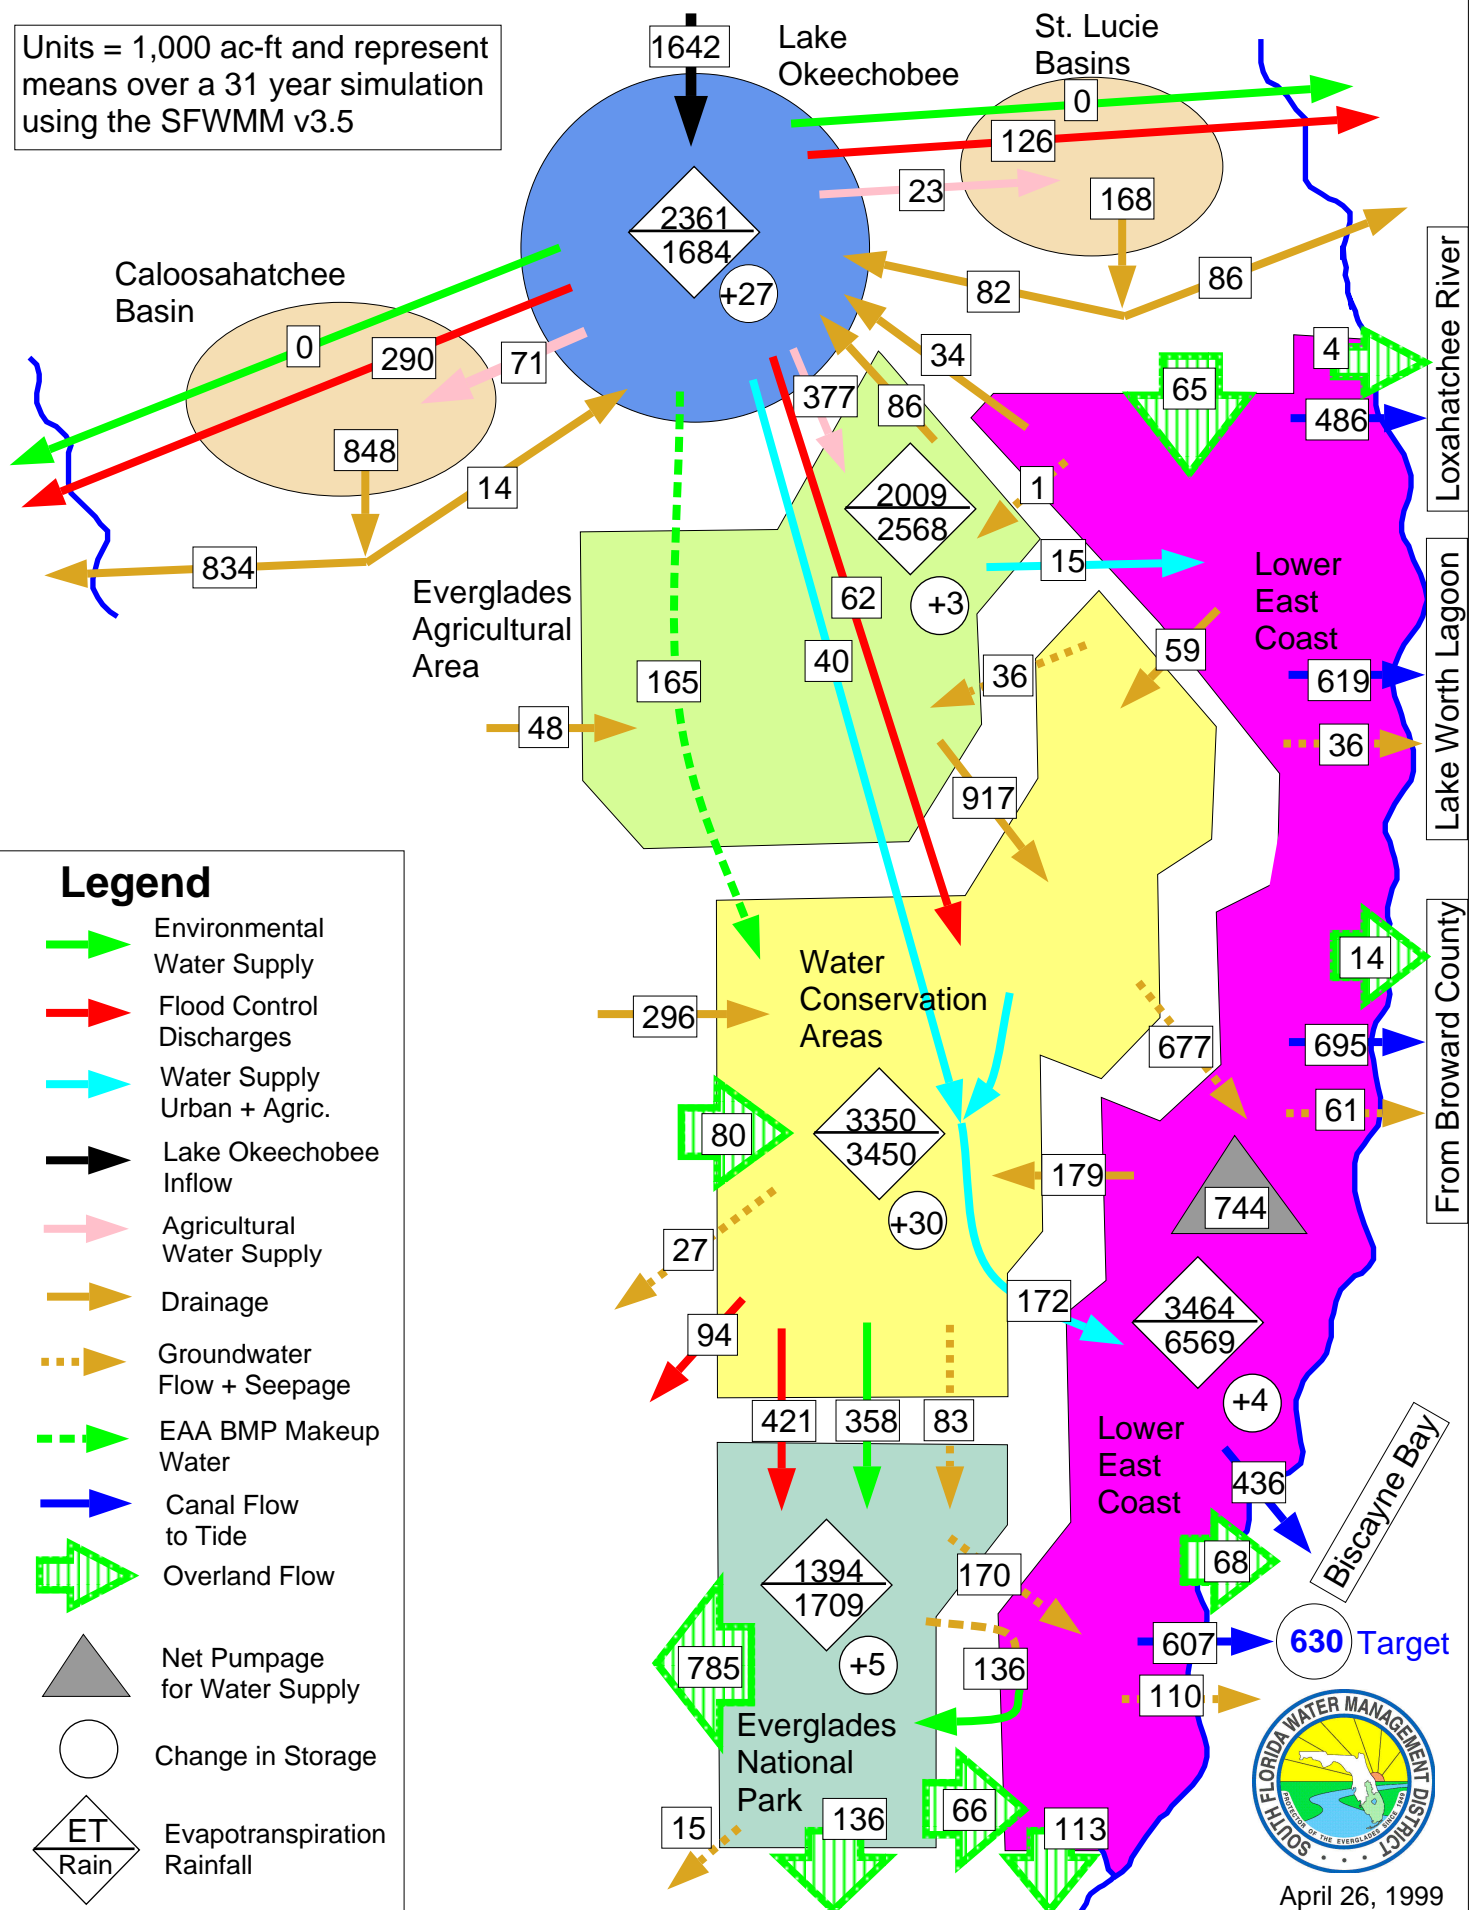 Units = 1,000 ac-ft and represent
means over a 31 year simulation
using the SFWMM v3.5
1642
Lake
Okeechobee
St. Lucie
Basins
0
126
23
168
82
86
2361
1684
+27
Caloosahatchee
Basin
0
290
71
848
14
834
34
86
377
65
4
486
Loxahatchee River
2009
2568
+3
1
15
62
40
165
Everglades
Agricultural
Area
48
36
59
917
Lower
East
Coast
619
36
Lake Worth Lagoon
Water
Conservation
Areas
296
80
3350
3450
+30
677
179
14
695
61
From Broward County
744
3464
6569
+4
27
94
172
421
358
83
Lower
East
Coast
436
68
Biscayne Bay
1394
1709
+5
170
136
785
607
630 Target
110
Everglades
National
Park
15
136
66
113
Legend
Environmental
Water Supply
Flood Control
Discharges
Water Supply
Urban + Agric.
Lake Okeechobee
Inflow
Agricultural
Water Supply
Drainage
Groundwater
Flow + Seepage
EAA BMP Makeup
Water
Canal Flow
to Tide
Overland Flow
Net Pumpage
for Water Supply
Change in Storage
ET
Rain
Evapotranspiration
Rainfall
SOUTH FLORIDA WATER MANAGEMENT DISTRICT
PROTECTOR OF THE EVERGLADES SINCE 1949
April 26, 1999